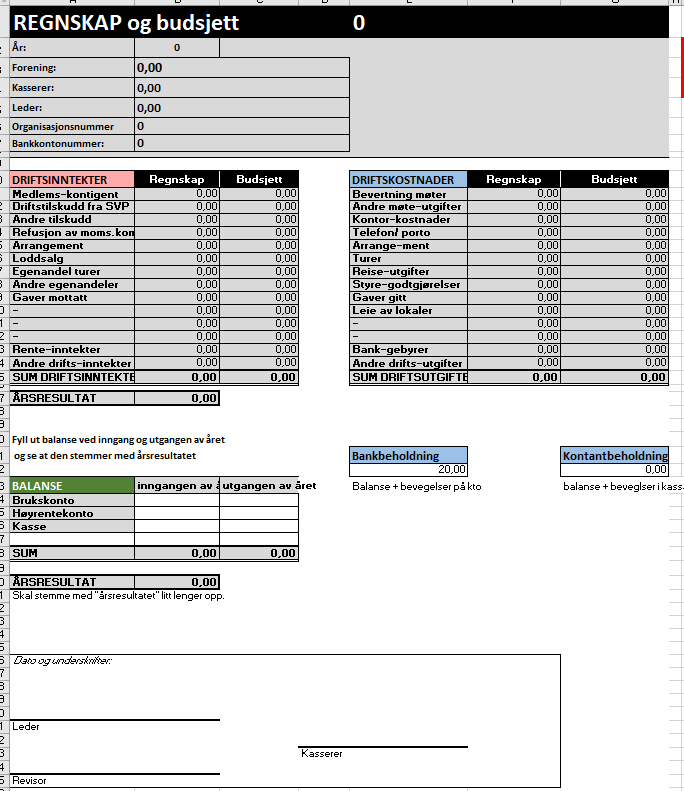 REGNSKAP og budsjett 0
År: 0
Forening: 0,00
Kasserer: 0,00
Leder: 0,00
Organisasjonsnummer 0
Bankkontonummer: 0
DRIFTSINNTEKTER Regnskap Budsjett DRIFTSKOSTNADER Regnskap Budsjett
Medlems-kontigent 0,00 0,00 Bevertning møter 0,00 0,00
Driftstilskudd fra SVP 0,00 0,00 Andre møte-utgifter 0,00 0,00
Andre tilskudd 0,00 0,00 Kontor-kostnader 0,00 0,00
Refusjon av moms.kom 0,00 0,00 Telefon/ porto 0,00 0,00
Arrangement 0,00 0,00 Arrange-ment 0,00 0,00
Loddsalg 0,00 0,00 Turer 0,00 0,00
Egenandel turer 0,00 0,00 Reise-utgifter 0,00 0,00
Andre egenandeler 0,00 0,00 Styre-godtgjørelser 0,00 0,00
Gaver mottatt 0,00 0,00 Gaver gitt 0,00 0,00
- 0,00 0,00 Leie av lokaler 0,00 0,00
- 0,00 0,00 - 0,00 0,00
- 0,00 0,00 - 0,00 0,00
Rente-inntekter 0,00 0,00 Bank-gebyrer 0,00 0,00
Andre drifts-inntekter 0,00 0,00 Andre drifts-utgifter 0,00 0,00
SUM DRIFTSINNTEKTE 0,00 0,00 SUM DRIFTSUTGIFTE 0,00 0,00
ÅRSRESULTAT 0,00
Fyll ut balanse ved inngang og utgangen av året
og se at den stemmer med årsresultatet
Bankbeholdning Kontantbeholdning
20,00 0,00
BALANSE inngangen av å utgangen av året Balanse + bevegelser på kto balanse + beveglser i kass
Brukskonto
Høyrentekonto
Kasse
SUM 0,00 0,00
ÅRSRESULTAT 0,00
Skal stemme med "årsresultatet" litt lenger opp.
Dato og underskrifter:
Leder
Kasserer
Revisor